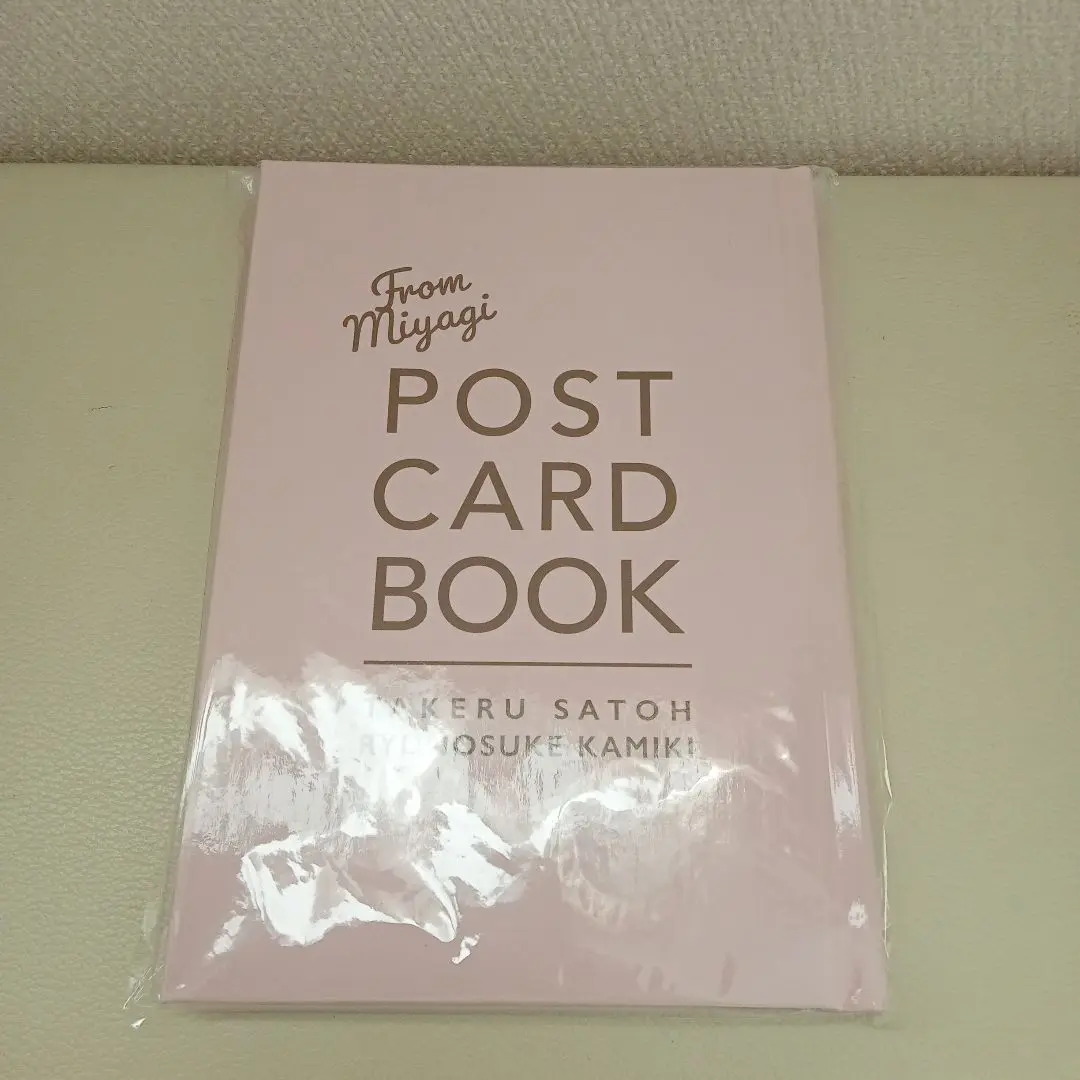 From
Miyagi
POST
CARD
BOOK
TAKERU SATOH
RYUNOSUKE KAMIKI